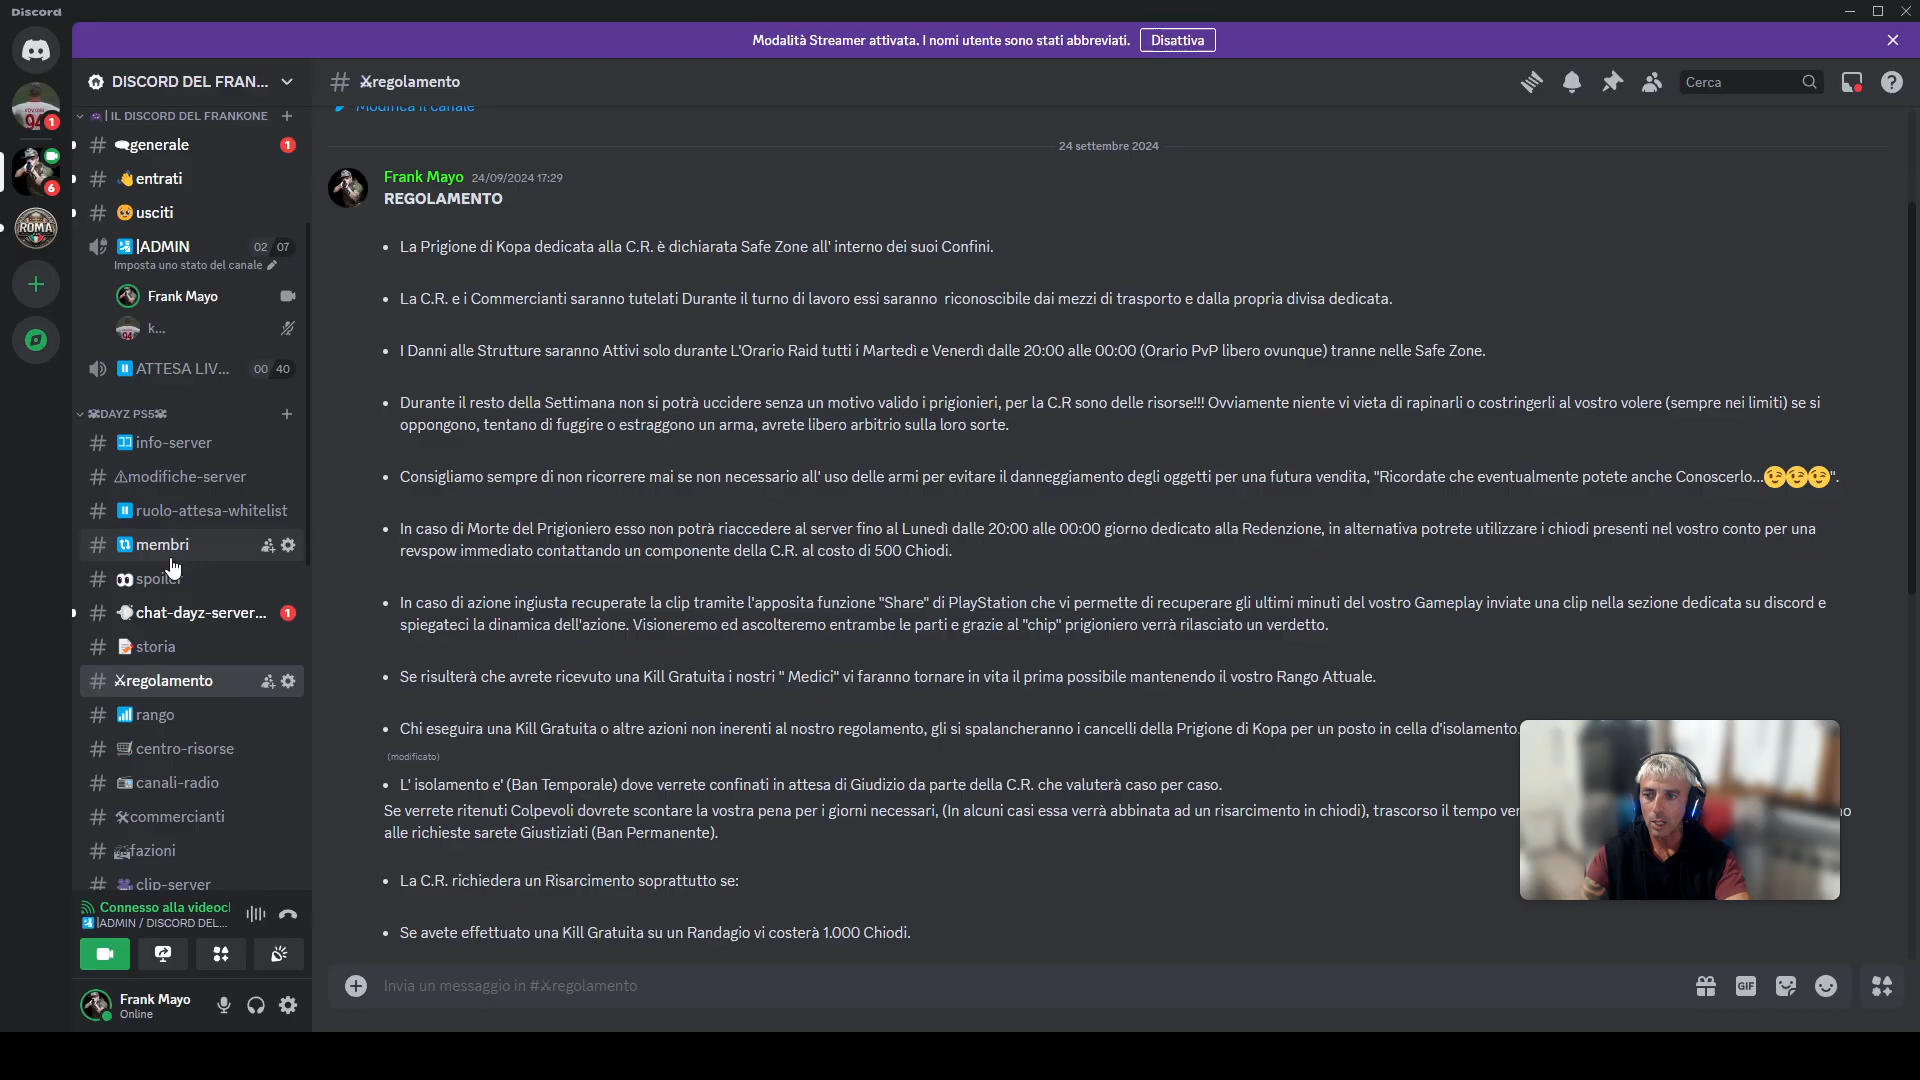 Discord
Modalità Streamer attivata. I nomi utente sono stati abbreviati. Disattiva
DISCORD DEL FRAN...
| IL DISCORD DEL FRANKONE
generale 1
entrati
usciti
|ADMIN 02 07
Imposta uno stato del canale
Frank Mayo
k...
ATTESA LIV... 00 40
DAYZ PS5
info-server
modifiche-server
ruolo-attesa-whitelist
membri
spoiler
chat-dayz-server... 1
storia
regolamento
rango
centro-risorse
canali-radio
commercianti
fazioni
clip-server
Connesso alla videoc
|ADMIN / DISCORD DEL...
Frank Mayo
Online
94 1
6
ROMA
regolamento
Cerca
Modifica il canale
24 settembre 2024
Frank Mayo 24/09/2024 17:29
REGOLAMENTO
• La Prigione di Kopa dedicata alla C.R. è dichiarata Safe Zone all' interno dei suoi Confini.
• La C.R. e i Commercianti saranno tutelati Durante il turno di lavoro essi saranno riconoscibile dai mezzi di trasporto e dalla propria divisa dedicata.
• I Danni alle Strutture saranno Attivi solo durante L'Orario Raid tutti i Martedì e Venerdì dalle 20:00 alle 00:00 (Orario PvP libero ovunque) tranne nelle Safe Zone.
• Durante il resto della Settimana non si potrà uccidere senza un motivo valido i prigionieri, per la C.R sono delle risorse!!! Ovviamente niente vi vieta di rapinarli o costringerli al vostro volere (sempre nei limiti) se si
oppongono, tentano di fuggire o estraggono un arma, avrete libero arbitrio sulla loro sorte.
• Consigliamo sempre di non ricorrere mai se non necessario all' uso delle armi per evitare il danneggiamento degli oggetti per una futura vendita, "Ricordate che eventualmente potete anche Conoscerlo...😉😉😉".
• In caso di Morte del Prigioniero esso non potrà riaccedere al server fino al Lunedì dalle 20:00 alle 00:00 giorno dedicato alla Redenzione, in alternativa potrete utilizzare i chiodi presenti nel vostro conto per una
revspow immediato contattando un componente della C.R. al costo di 500 Chiodi.
• In caso di azione ingiusta recuperate la clip tramite l'apposita funzione "Share" di PlayStation che vi permette di recuperare gli ultimi minuti del vostro Gameplay inviate una clip nella sezione dedicata su discord e
spiegateci la dinamica dell'azione. Visioneremo ed ascolteremo entrambe le parti e grazie al "chip" prigioniero verrà rilasciato un verdetto.
• Se risulterà che avrete ricevuto una Kill Gratuita i nostri " Medici" vi faranno tornare in vita il prima possibile mantenendo il vostro Rango Attuale.
• Chi eseguira una Kill Gratuita o altre azioni non inerenti al nostro regolamento, gli si spalancheranno i cancelli della Prigione di Kopa per un posto in cella d'isolamento.
(modificato)
• L' isolamento e' (Ban Temporale) dove verrete confinati in attesa di Giudizio da parte della C.R. che valuterà caso per caso.
Se verrete ritenuti Colpevoli dovrete scontare la vostra pena per i giorni necessari, (In alcuni casi essa verrà abbinata ad un risarcimento in chiodi), trascorso il tempo
alle richieste sarete Giustiziati (Ban Permanente).
• La C.R. richiedera un Risarcimento soprattutto se:
• Se avete effettuato una Kill Gratuita su un Randagio vi costerà 1.000 Chiodi.
Invia un messaggio in #regolamento
GIF